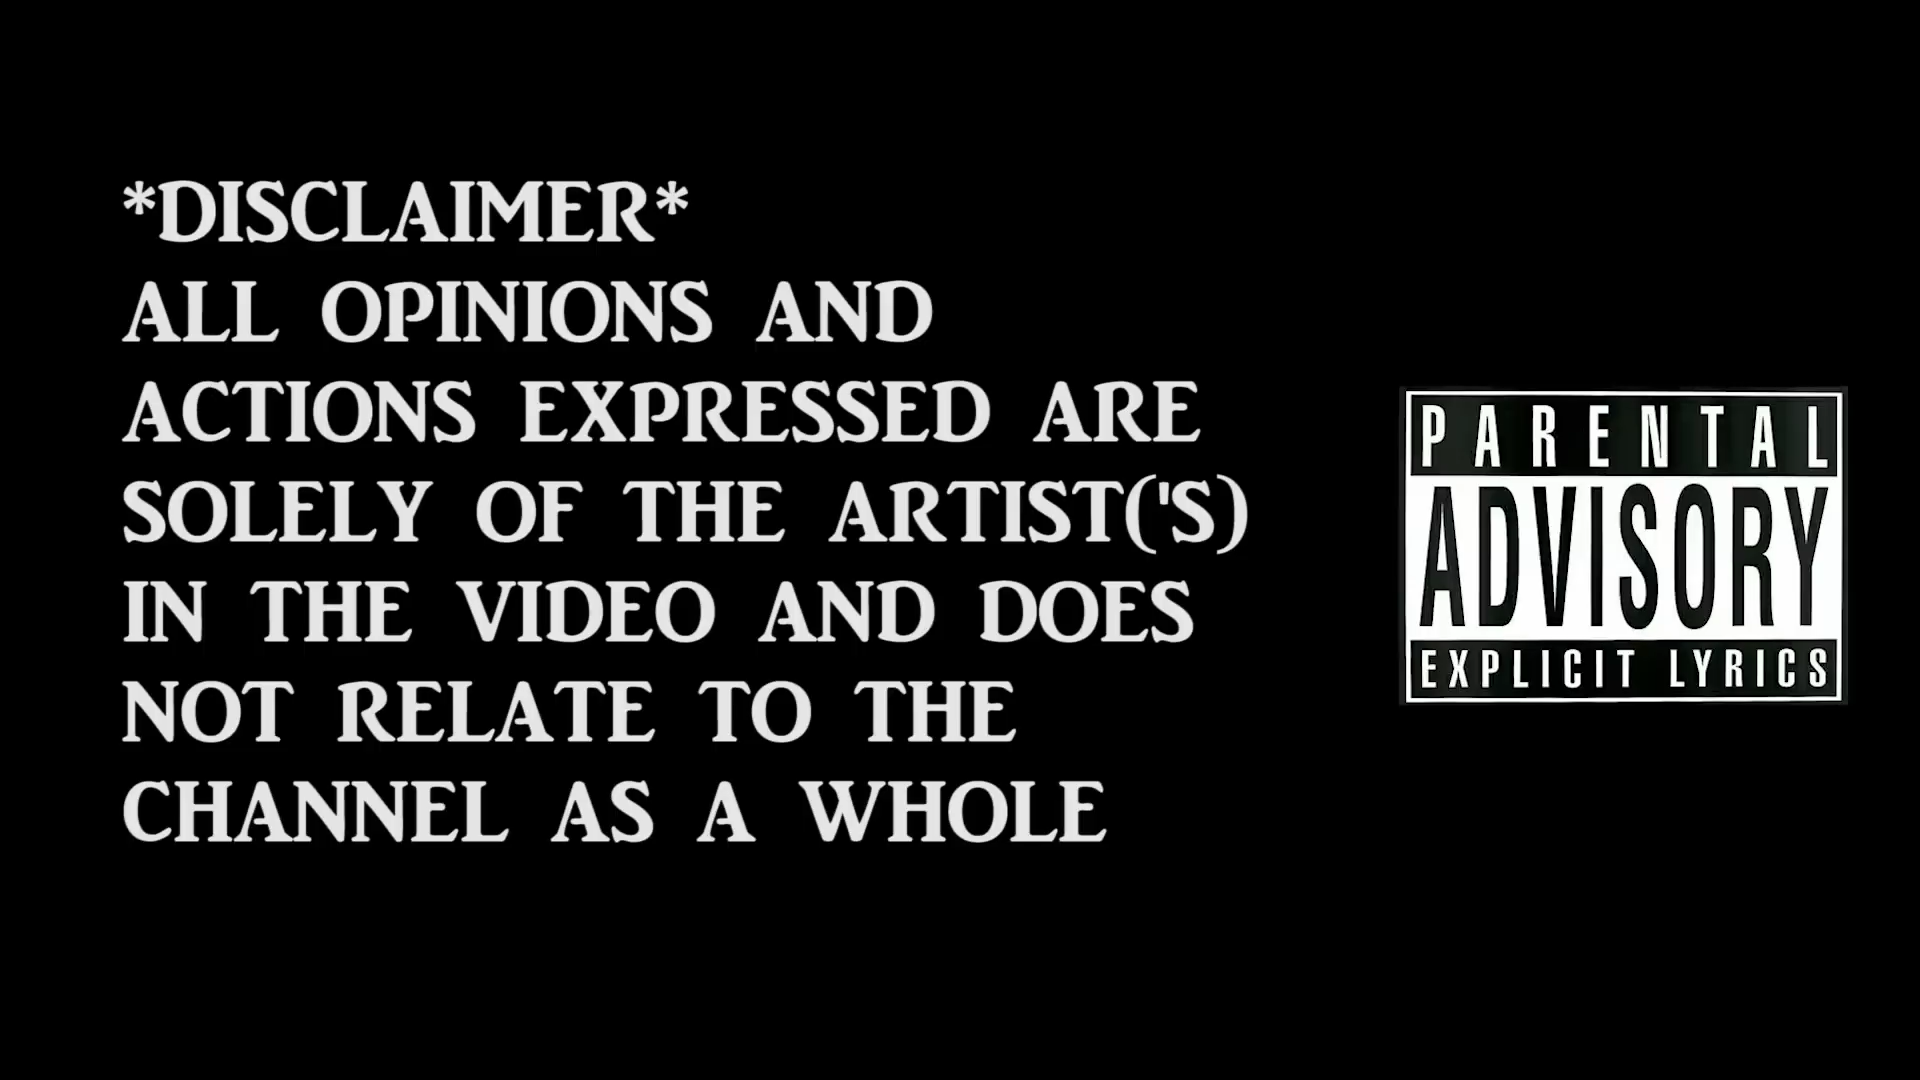 *DISCLAIMER*
ALL OPINIONS AND
ACTIONS EXPRESSED ARE
SOLELY OF THE ARTIST('S)
IN THE VIDEO AND DOES
NOT RELATE TO THE
CHANNEL AS A WHOLE
PARENTAL
ADVISORY
EXPLICIT LYRICS